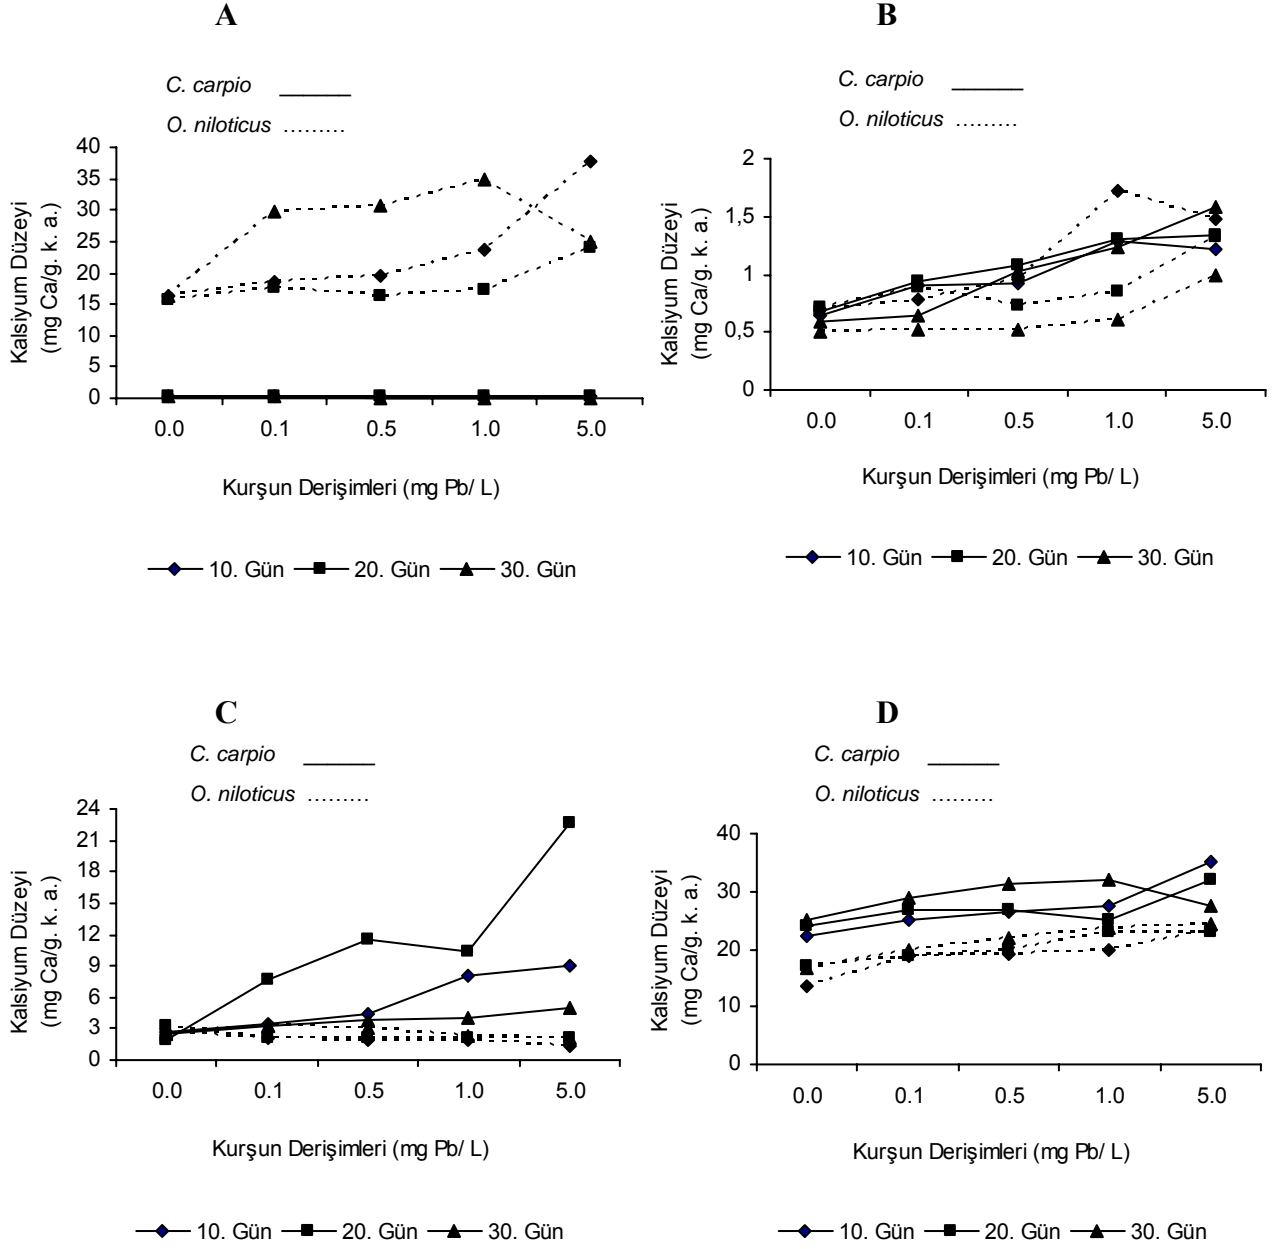 A
C. carpio ______
O. niloticus .........
Kalsiyum Düzeyi
(mg Ca/g. k. a.)
40
35
30
25
20
15
10
5
0
0.0 0.1 0.5 1.0 5.0
Kurşun Derişimleri (mg Pb/ L)
10. Gün 20. Gün 30. Gün
B
C. carpio ______
O. niloticus .........
Kalsiyum Düzeyi
(mg Ca/g. k. a.)
2
1,5
1
0,5
0
0.0 0.1 0.5 1.0 5.0
Kurşun Derişimleri (mg Pb/ L)
10. Gün 20. Gün 30. Gün
C
C. carpio ______
O. niloticus .........
Kalsiyum Düzeyi
(mg Ca/g. k. a.)
24
21
18
15
12
9
6
3
0
0.0 0.1 0.5 1.0 5.0
Kurşun Derişimleri (mg Pb/ L)
10. Gün 20. Gün 30. Gün
D
C. carpio ______
O. niloticus .........
Kalsiyum Düzeyi
(mg Ca/g. k. a.)
40
30
20
10
0
0.0 0.1 0.5 1.0 5.0
Kurşun Derişimleri (mg Pb/ L)
10. Gün 20. Gün 30. Gün